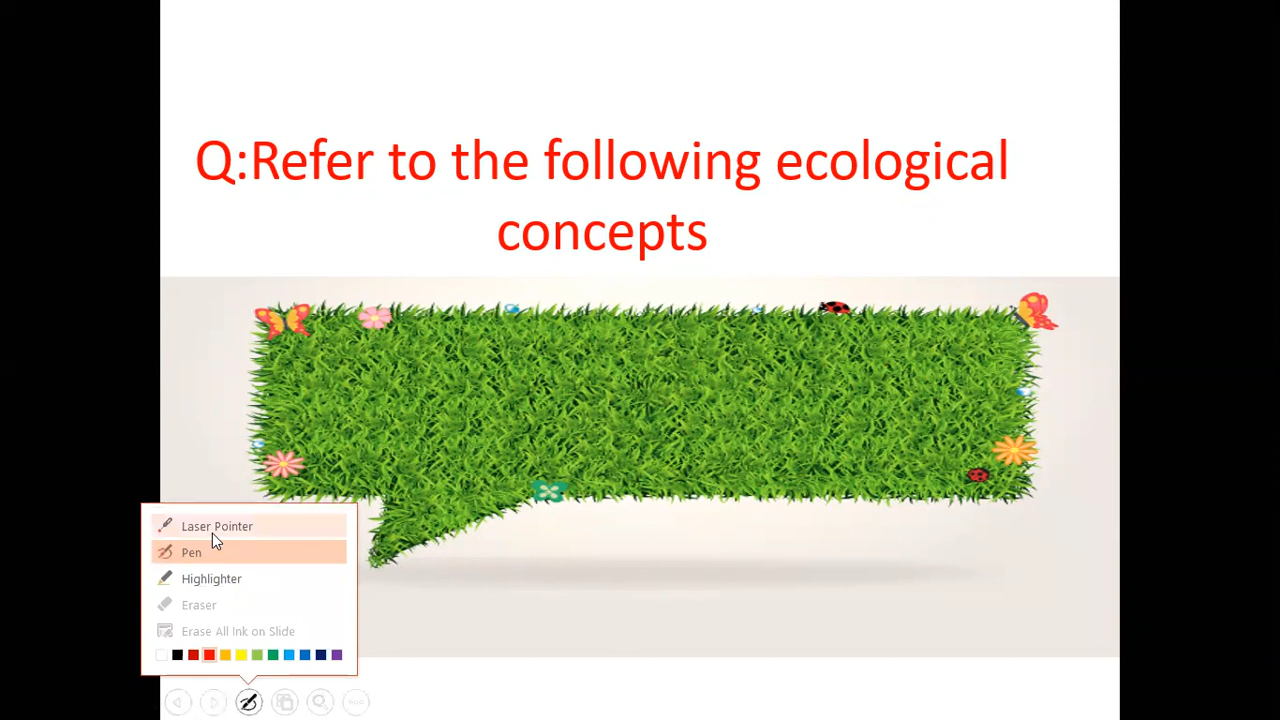 Q:Refer to the following ecological
concepts
Laser Pointer
Pen
Highlighter
Eraser
Erase All Ink on Slide